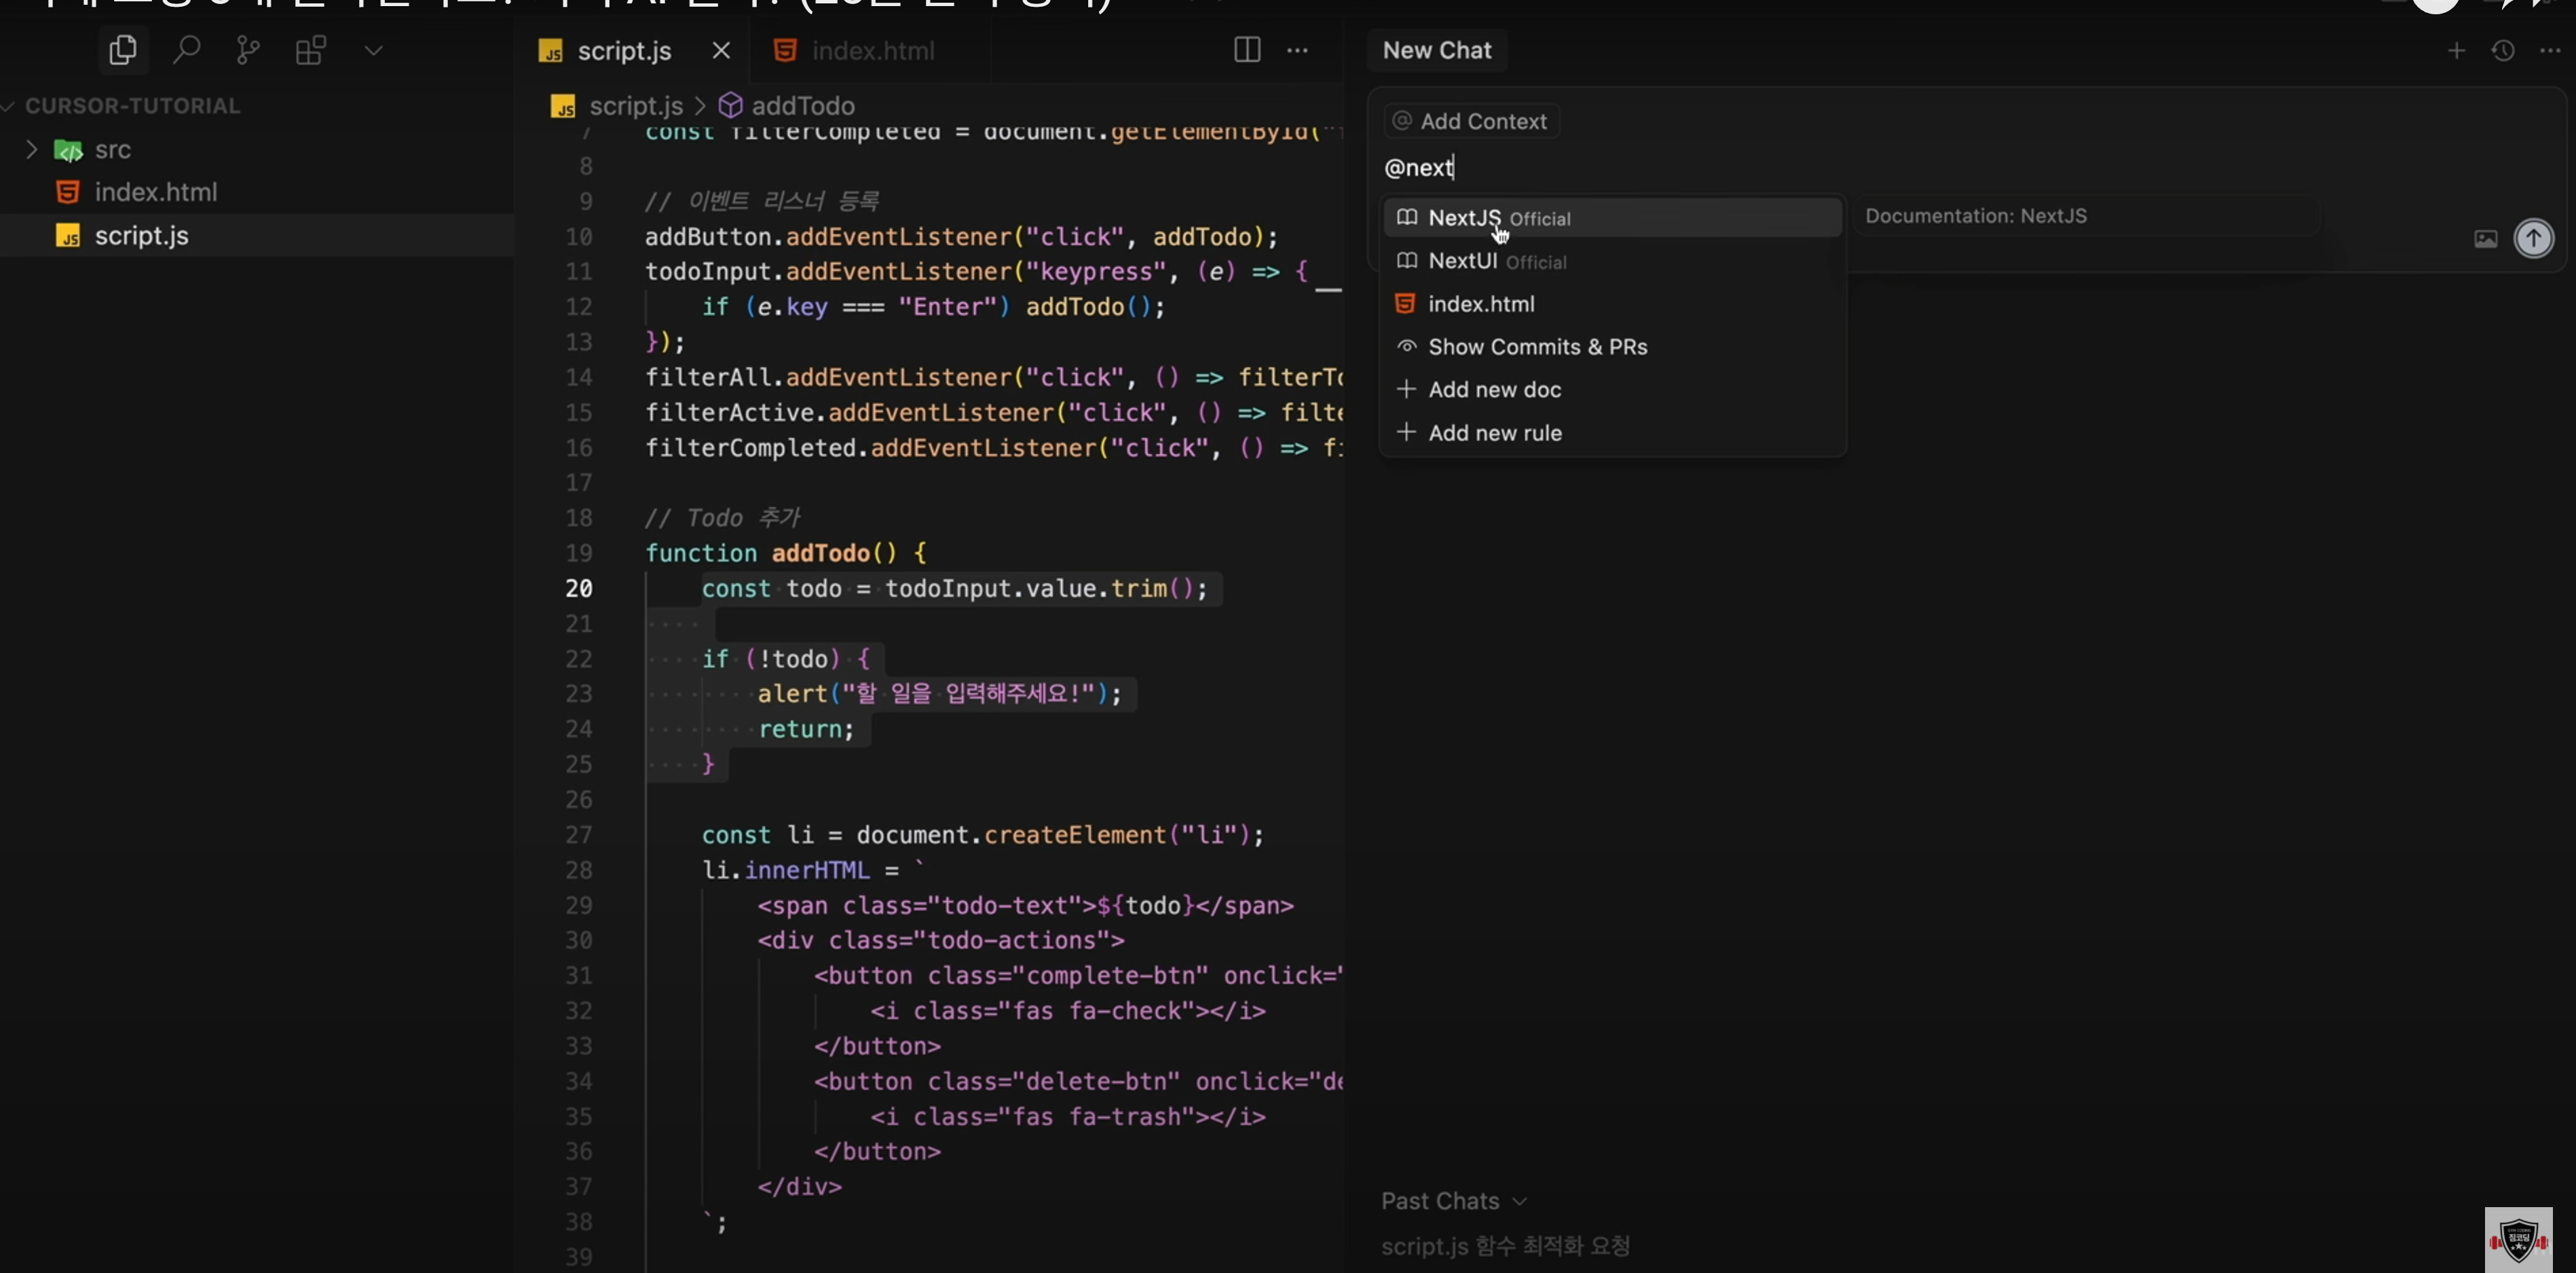 script.js
index.html
New Chat
CURSOR-TUTORIAL
src
index.html
script.js
script.js > addTodo
7 const filterCompleted = document.getElementById(
8
9 // 이벤트 리스너 등록
10 addButton.addEventListener("click", addTodo);
11 todoInput.addEventListener("keypress", (e) => {
12 if (e.key === "Enter") addTodo();
13 });
14 filterAll.addEventListener("click", () => filterTo
15 filterActive.addEventListener("click", () => filte
16 filterCompleted.addEventListener("click", () => fi
17
18 // Todo 추가
19 function addTodo() {
20 const todo = todoInput.value.trim();
21
22 if (!todo) {
23 alert("할 일을 입력해주세요!");
24 return;
25 }
26
27 const li = document.createElement("li");
28 li.innerHTML = `
29 <span class="todo-text">${todo}</span>
30 <div class="todo-actions">
31 <button class="complete-btn" onclick="
32 <i class="fas fa-check"></i>
33 </button>
34 <button class="delete-btn" onclick="de
35 <i class="fas fa-trash"></i>
36 </button>
37 </div>
38 `;
39
@ Add Context
@next
NextJS Official
Documentation: NextJS
NextUI Official
index.html
Show Commits & PRs
+ Add new doc
+ Add new rule
Past Chats
script.js 함수 최적화 요청
짐코딩